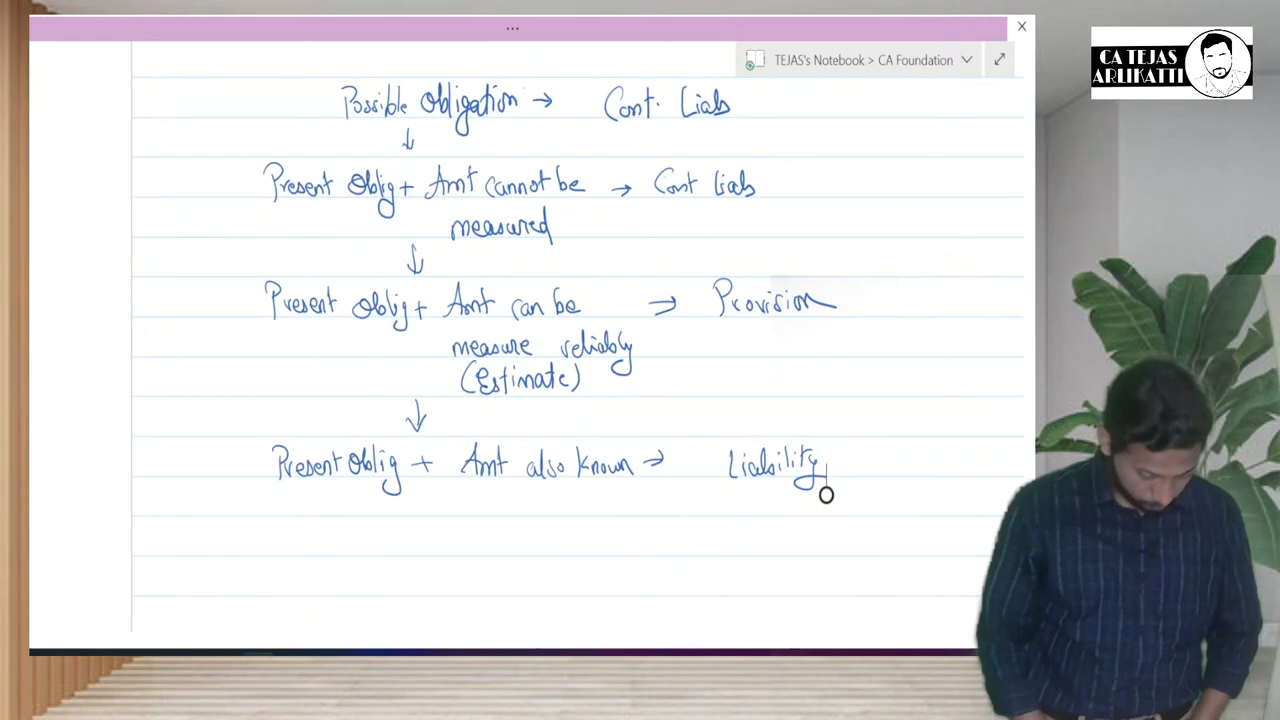 ...
X
TEJAS's Notebook > CA Foundation
CA TEJAS
ARLIKATTI
Possible Obligation → Cont. Liab
↓
Present Oblig + Amt cannot be → Cont Liab
measured
↓
Present Oblig + Amt can be → Provision
measure reliably
(Estimate)
↓
Present Oblig + Amt also known → Liability